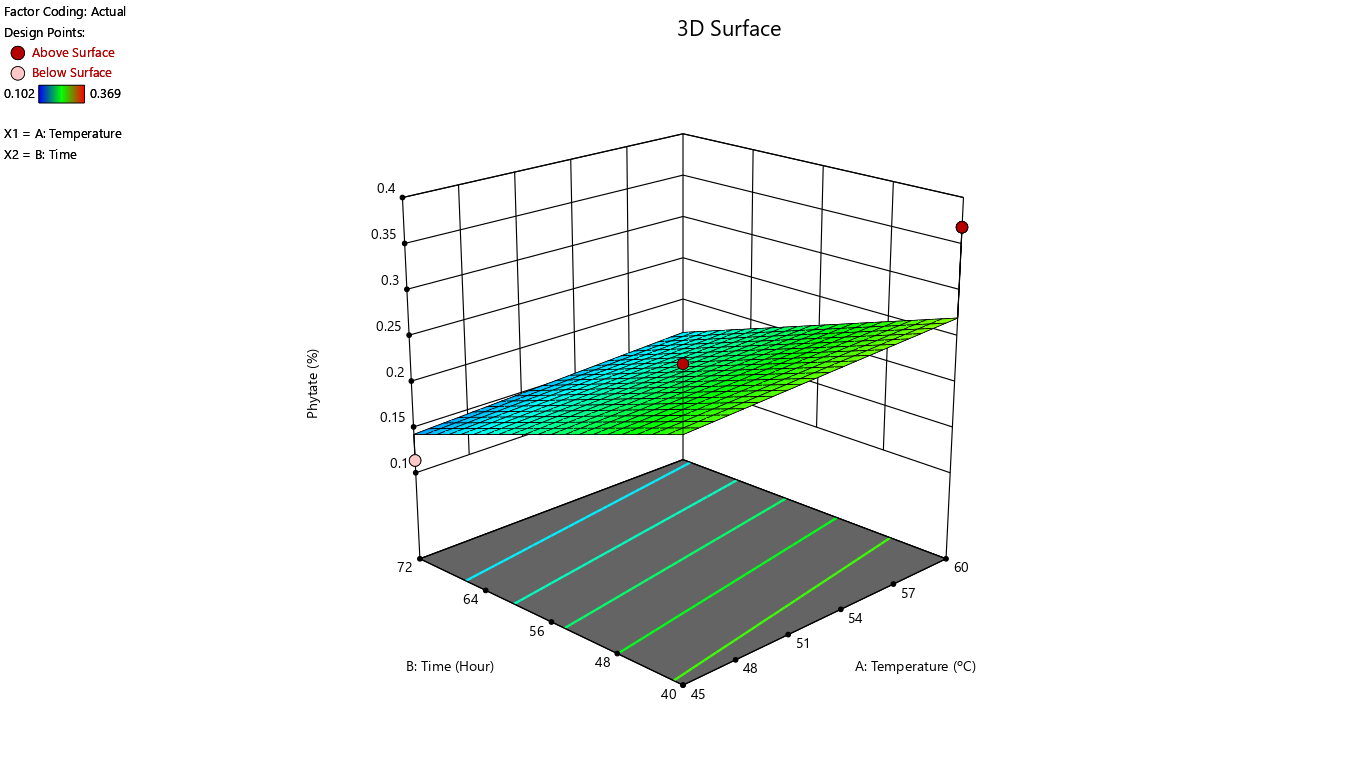 Factor Coding: Actual
3D Surface
Design Points:
Above Surface
Below Surface
0.102 0.369
X1 = A: Temperature
X2 = B: Time
0.4
0.35
0.3
0.25
0.2
0.15
0.1
Phytate (%)
72
64
56
48
40
B: Time (Hour)
45
48
51
54
57
60
A: Temperature (ºC)